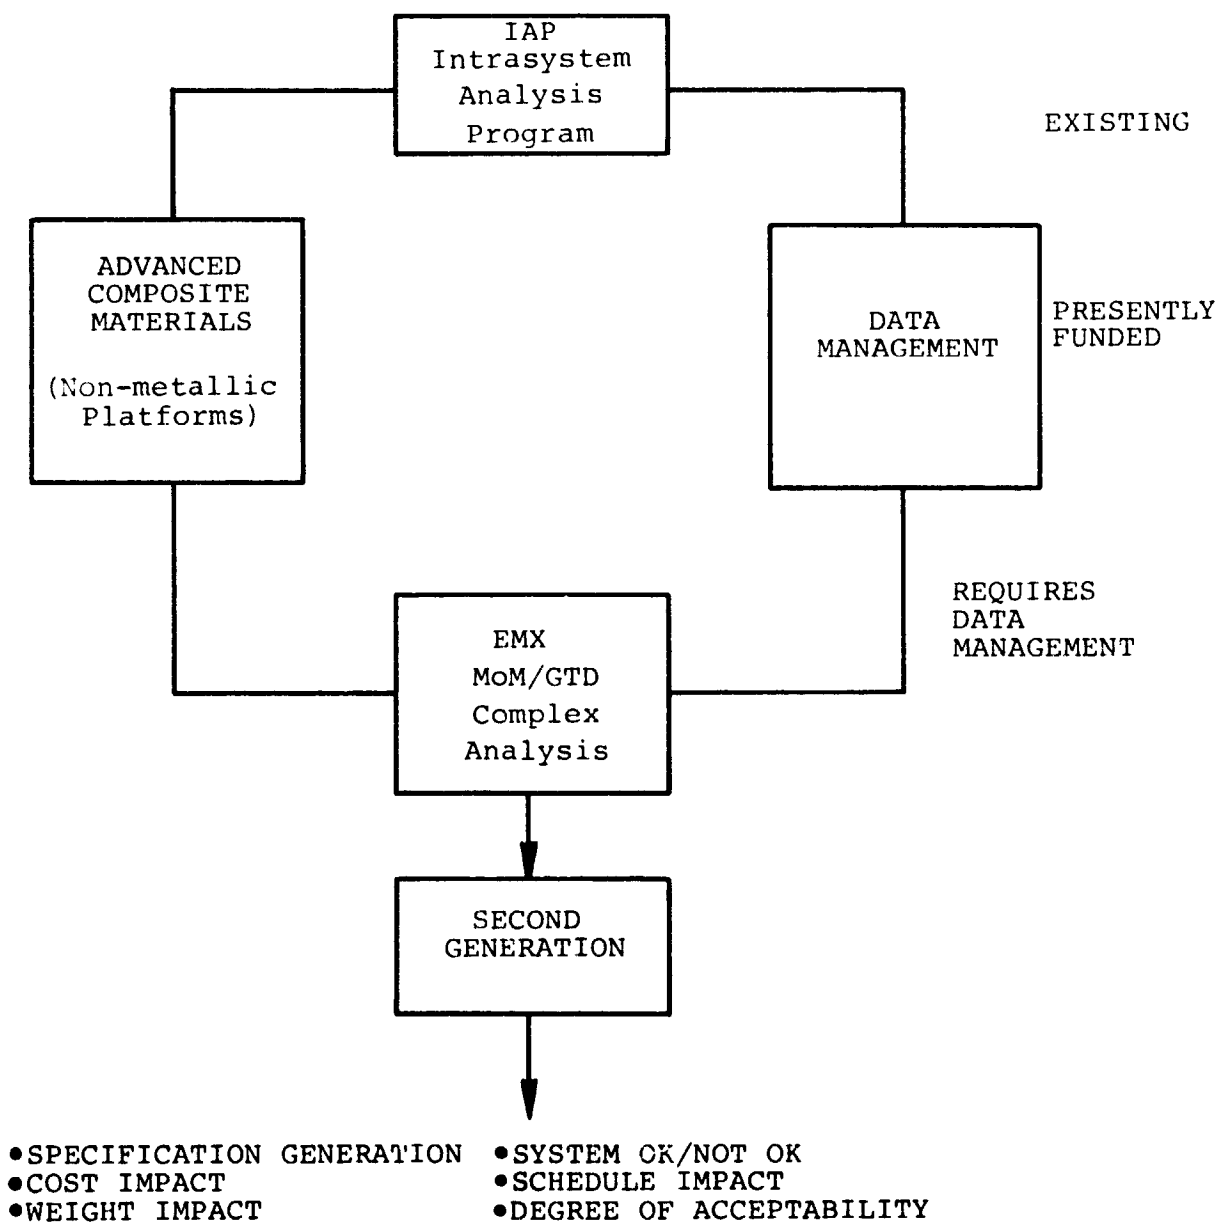 IAP
Intrasystem
Analysis
Program
EXISTING
ADVANCED
COMPOSITE
MATERIALS
(Non-metallic
Platforms)
DATA
MANAGEMENT
PRESENTLY
FUNDED
EMX
MoM/GTD
Complex
Analysis
REQUIRES
DATA
MANAGEMENT
SECOND
GENERATION
•SPECIFICATION GENERATION
•COST IMPACT
•WEIGHT IMPACT
•SYSTEM OK/NOT OK
•SCHEDULE IMPACT
•DEGREE OF ACCEPTABILITY